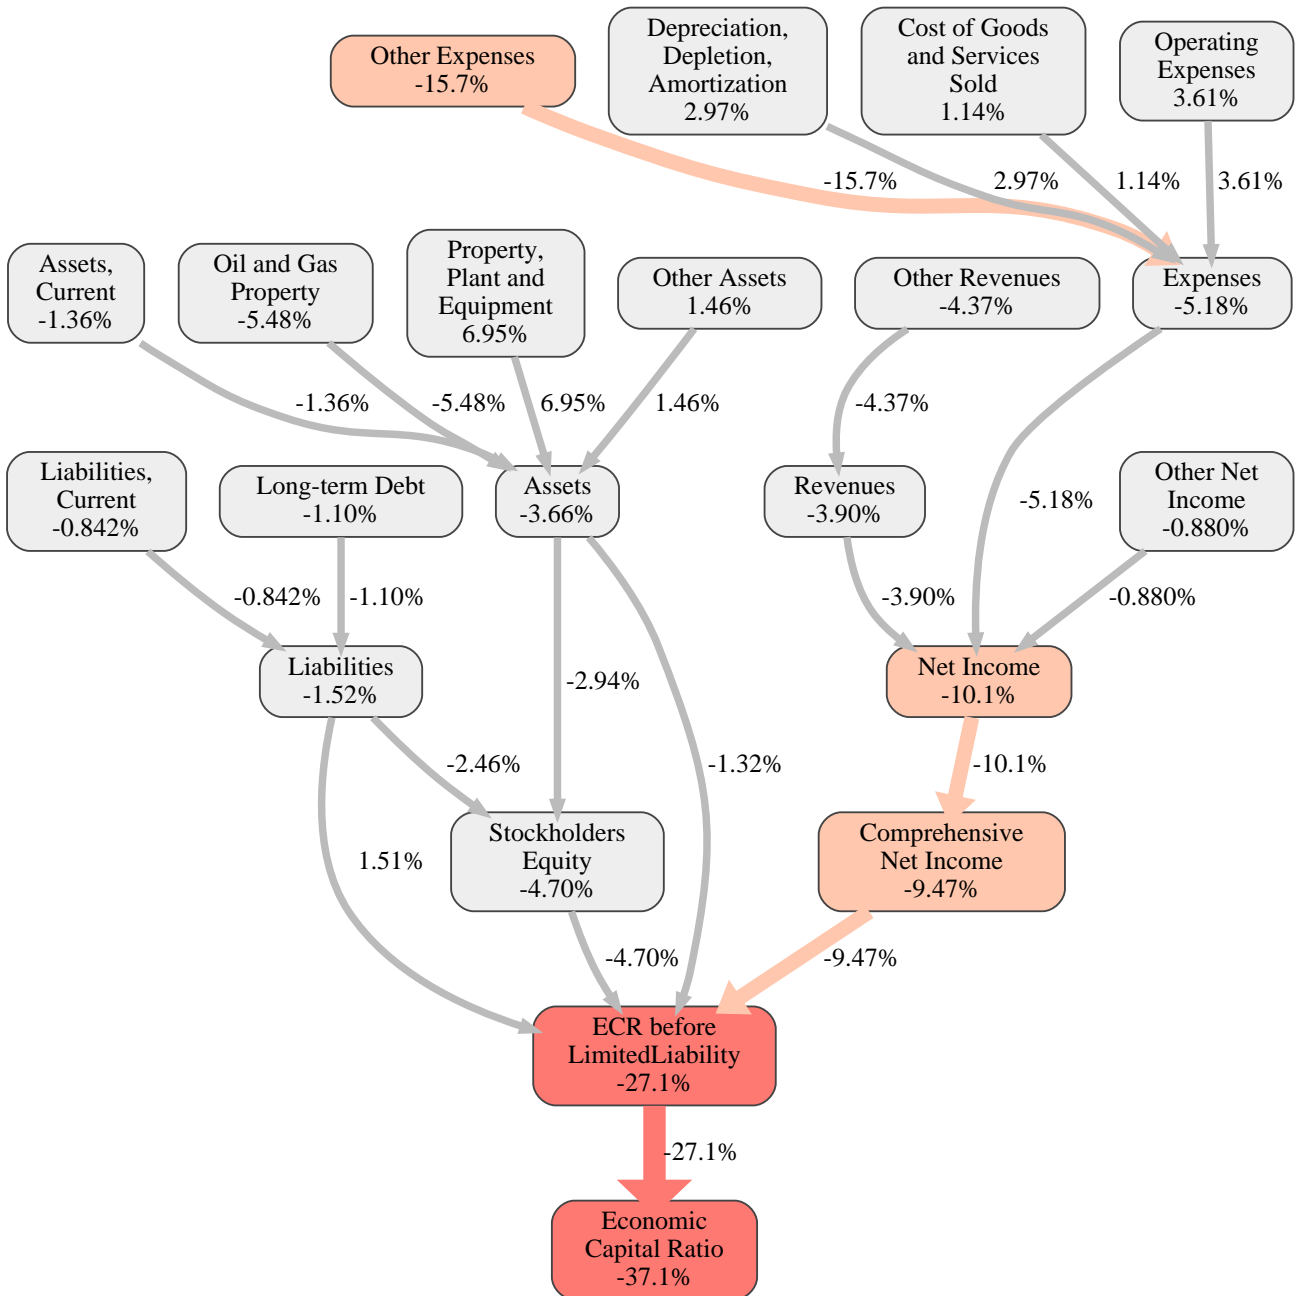 Other Expenses
-15.7%
Depreciation,
Depletion,
Amortization
2.97%
Cost of Goods
and Services
Sold
1.14%
Operating
Expenses
3.61%
-15.7%
2.97%
1.14%
3.61%
Assets,
Current
-1.36%
Oil and Gas
Property
-5.48%
Property,
Plant and
Equipment
6.95%
Other Assets
1.46%
Other Revenues
-4.37%
Expenses
-5.18%
-1.36%
-5.48%
6.95%
1.46%
-4.37%
Liabilities,
Current
-0.842%
Long-term Debt
-1.10%
Assets
-3.66%
Revenues
-3.90%
-5.18%
Other Net
Income
-0.880%
-0.842%
-1.10%
-3.90%
-0.880%
Liabilities
-1.52%
-2.94%
Net Income
-10.1%
-2.46%
-1.32%
-10.1%
1.51%
Stockholders
Equity
-4.70%
Comprehensive
Net Income
-9.47%
-4.70%
-9.47%
ECR before
LimitedLiability
-27.1%
-27.1%
Economic
Capital Ratio
-37.1%